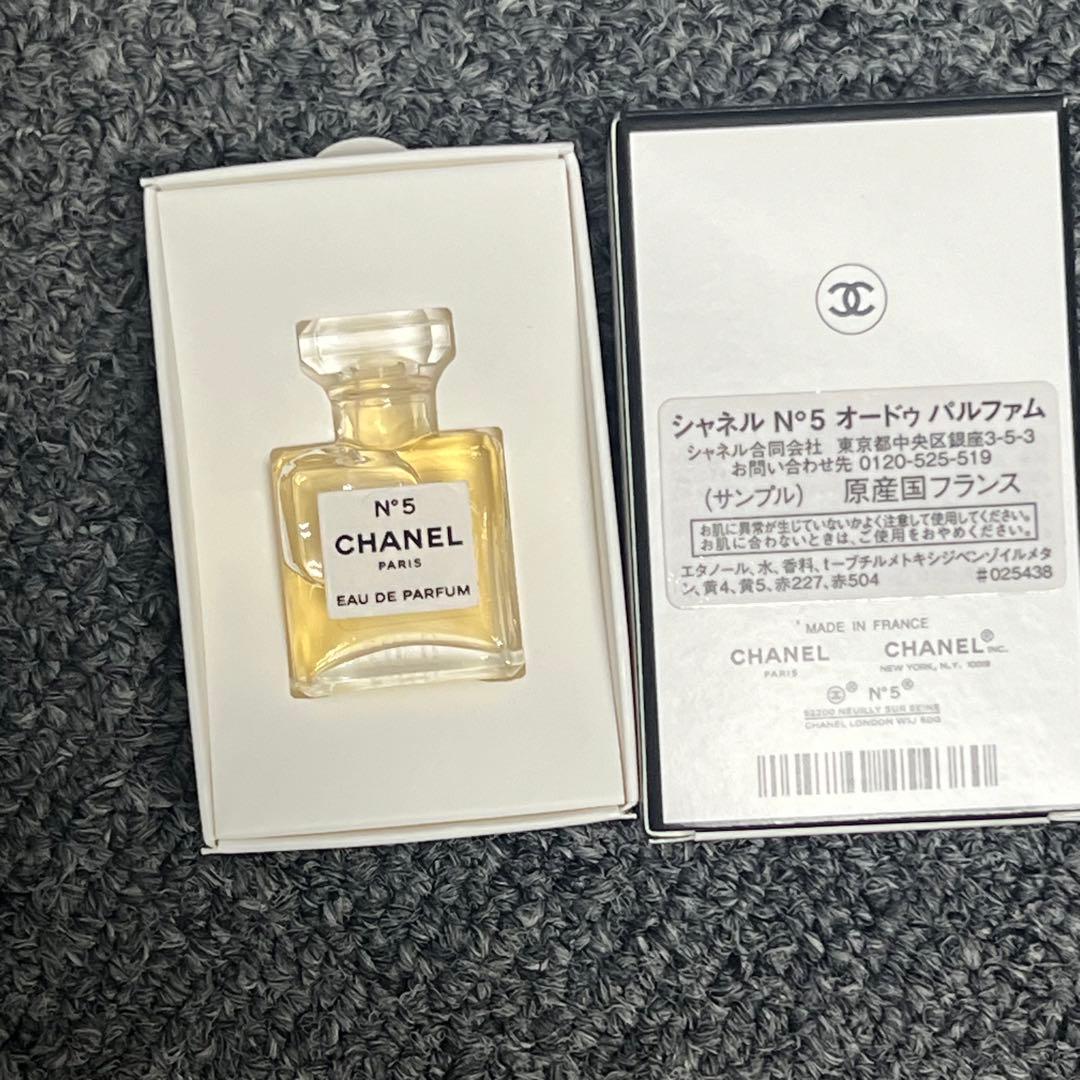 N°5
CHANEL
PARIS
EAU DE PARFUM
シャネル N°5 オードゥ パルファム
シャネル合同会社 東京都中央区銀座3-5-3
お問い合わせ先 0120-525-519
(サンプル) 原産国フランス
お肌に異常が生じていないかよく注意して使用してください。
お肌に合わないときは、ご使用をおやめください。
エタノール、水、香料、t-ブチルメトキシジベンゾイルメタ
ン、黄4、黄5、赤227、赤504 #025438
MADE IN FRANCE
CHANEL CHANEL® INC.
PARIS NEW YORK, N.Y. 10019
® N°5®
92200 NEUILLY SUR SEINE
CHANEL LONDON W1J 6DG